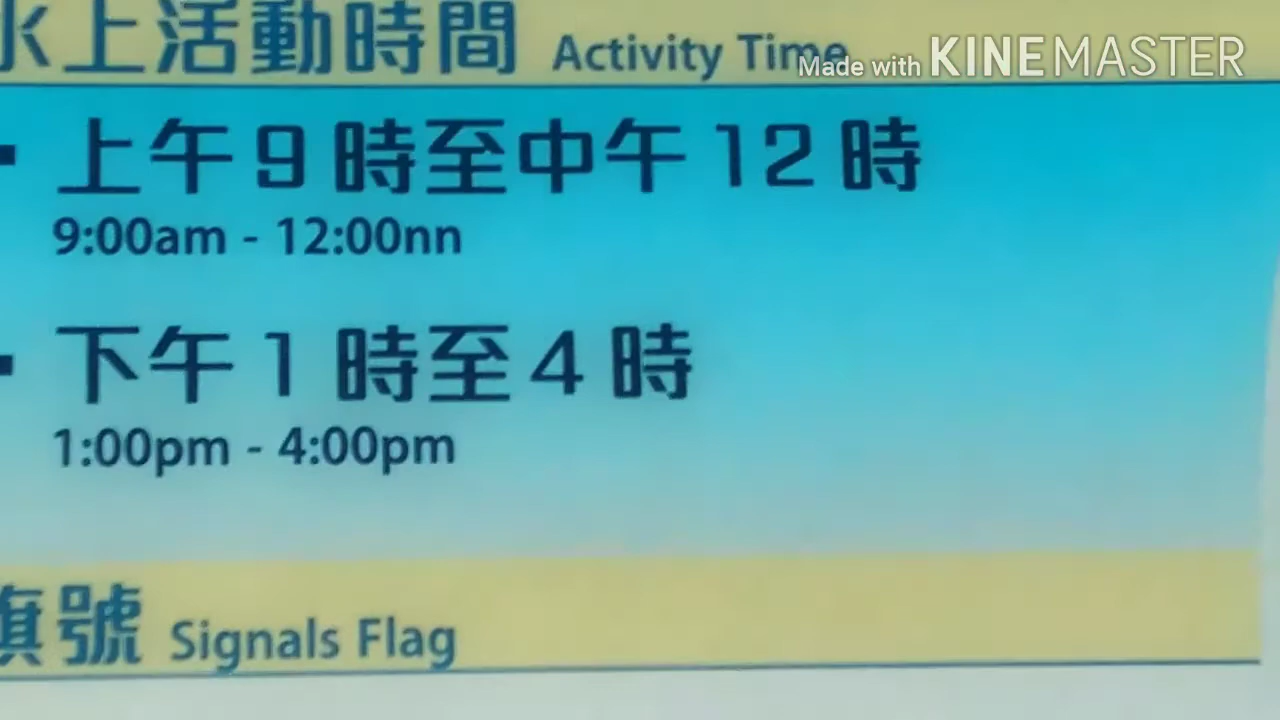 水上活動時間 Activity Time
Made with KINEMASTER
上午9時至中午12時
9:00am - 12:00nn
下午1時至4時
1:00pm - 4:00pm
旗號 Signals Flag